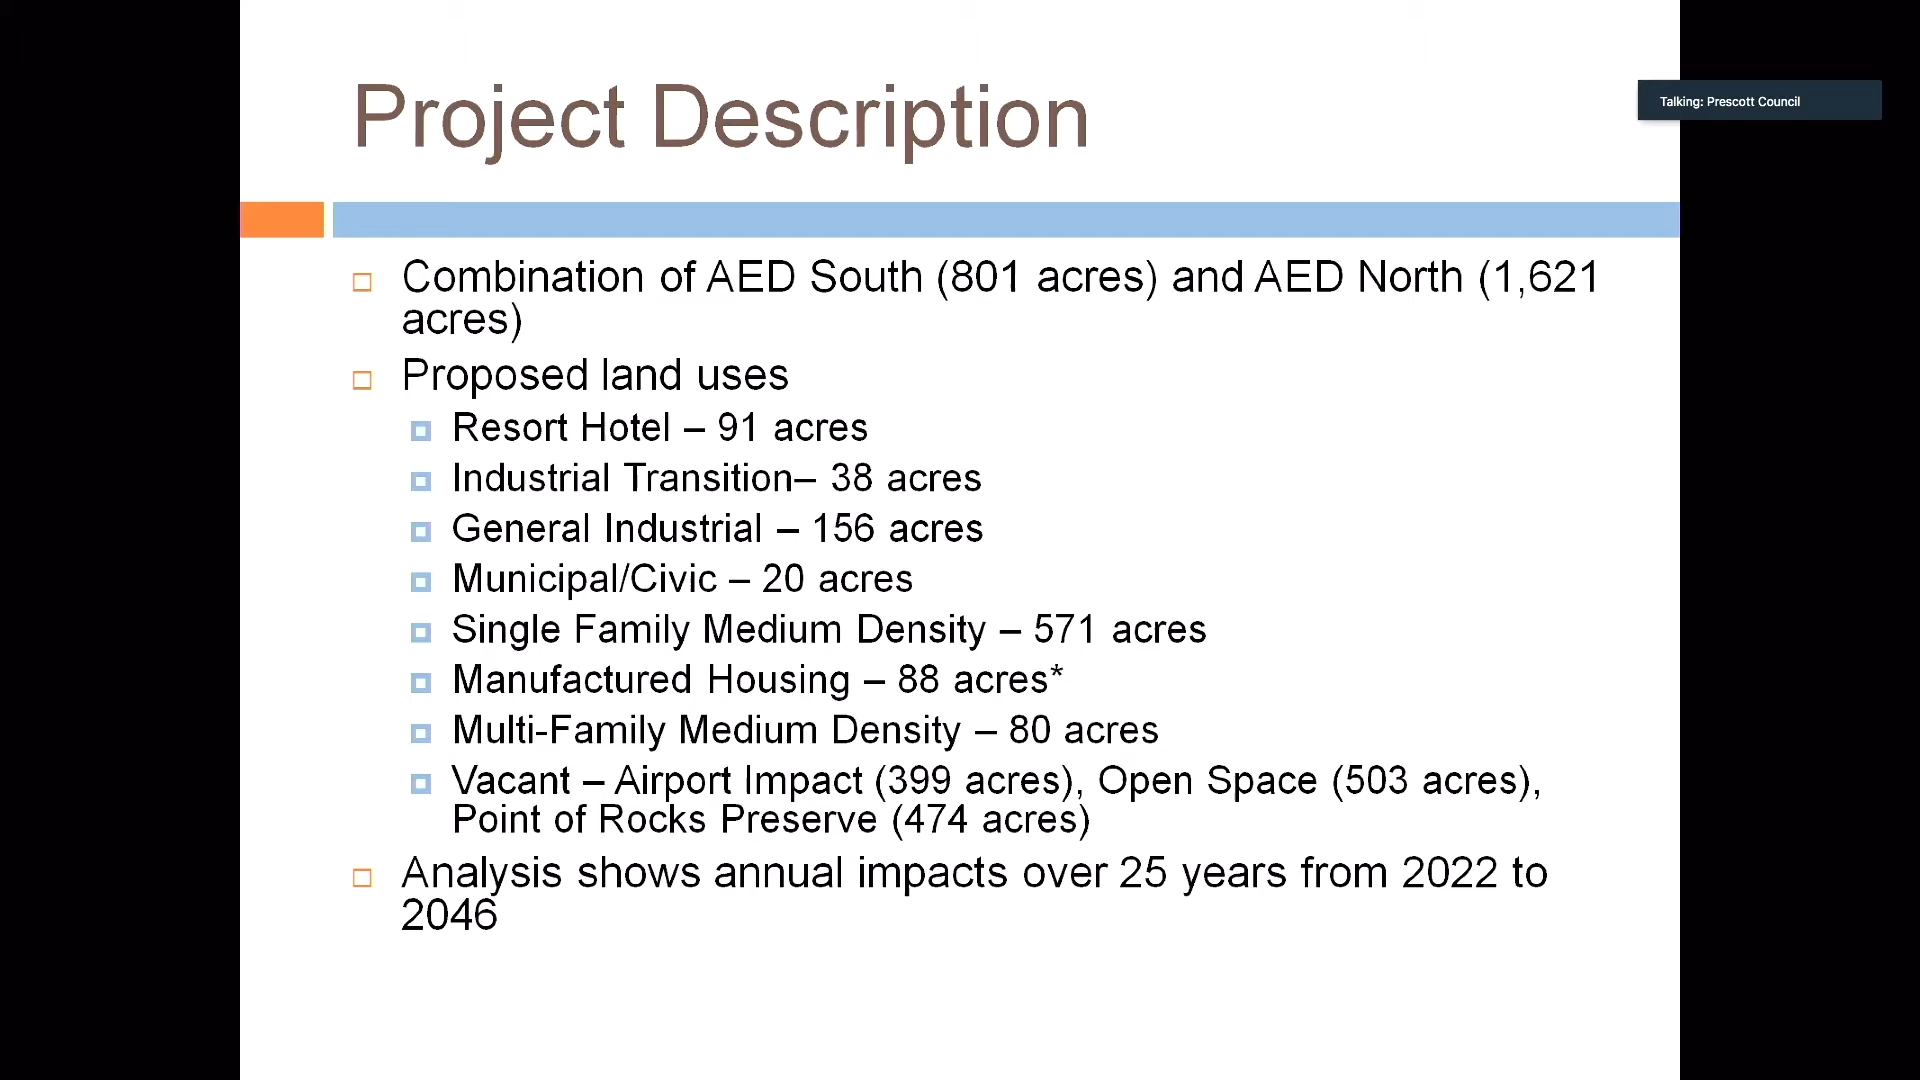 Project Description
Talking: Prescott Council
Combination of AED South (801 acres) and AED North (1,621
acres)
Proposed land uses
Resort Hotel – 91 acres
Industrial Transition– 38 acres
General Industrial – 156 acres
Municipal/Civic – 20 acres
Single Family Medium Density – 571 acres
Manufactured Housing – 88 acres*
Multi-Family Medium Density – 80 acres
Vacant – Airport Impact (399 acres), Open Space (503 acres),
Point of Rocks Preserve (474 acres)
Analysis shows annual impacts over 25 years from 2022 to
2046